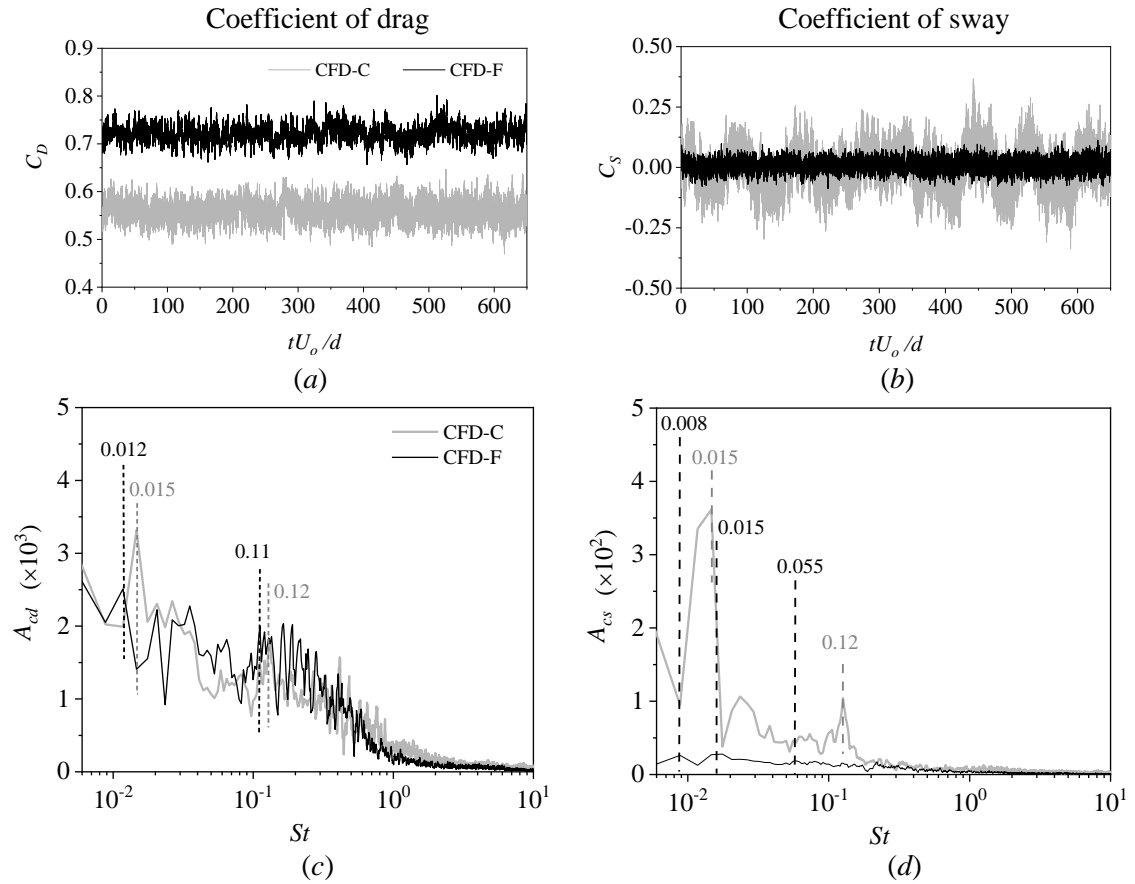 Coefficient of drag
Coefficient of sway
0.9
0.8
0.7
0.6
0.5
0.4
C_D
CFD-C
CFD-F
0 100 200 300 400 500 600
tU_o/d
(a)
0.50
0.25
0.00
-0.25
-0.50
C_S
0 100 200 300 400 500 600
tU_o/d
(b)
5
4
3
2
1
0
A_cd (×10^3)
CFD-C
CFD-F
0.012
0.015
0.11
0.12
10^-2 10^-1 10^0 10^1
St
(c)
5
4
3
2
1
0
A_cs (×10^2)
0.008
0.015
0.015
0.055
0.12
10^-2 10^-1 10^0 10^1
St
(d)